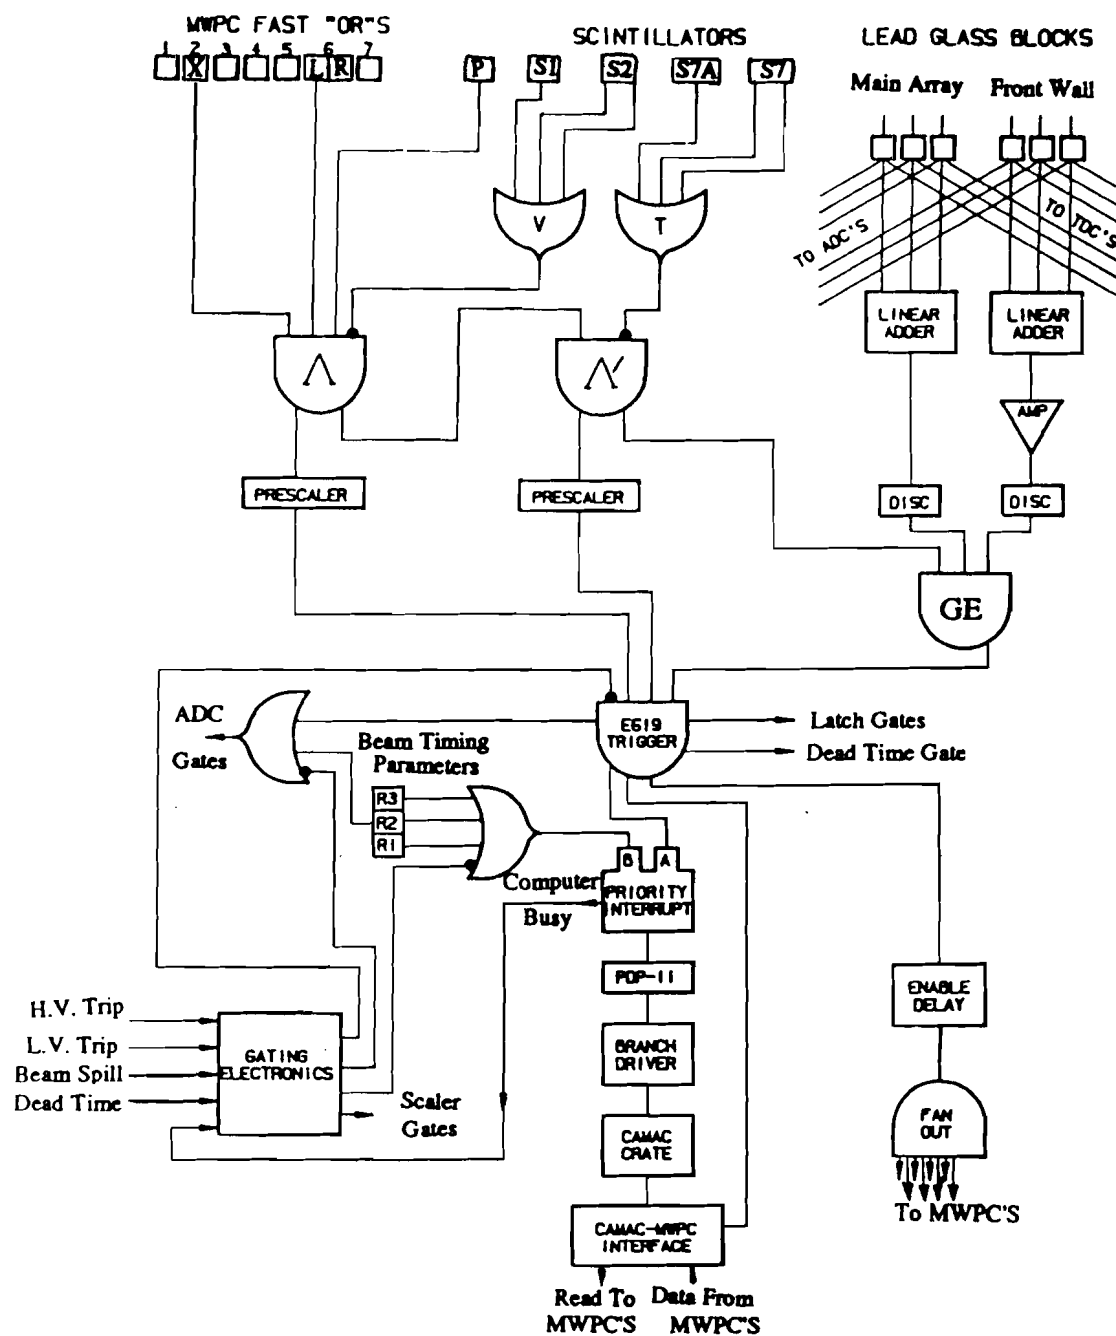 MWPC FAST "OR"S
SCINTILLATORS
LEAD GLASS BLOCKS
1 2 3 4 5 6 7
X L R P S1 S2 S7A S7
Main Array Front Wall
V T
TO ADC'S
TO TDC'S
LINEAR
ADDER
LINEAR
ADDER
Λ Λ'
AMP
PRESCALER
PRESCALER
DISC
DISC
GE
E619
TRIGGER
ADC
Gates
Latch Gates
Dead Time Gate
Beam Timing
Parameters
R3
R2
R1
B A
PRIORITY
INTERRUPT
Computer
Busy
PDP-11
ENABLE
DELAY
H.V. Trip
L.V. Trip
Beam Spill
Dead Time
GATING
ELECTRONICS
Scaler
Gates
BRANCH
DRIVER
FAN
OUT
CAMAC
CRATE
To MWPC'S
CAMAC-MWPC
INTERFACE
Read To
MWPC'S
Data From
MWPC'S